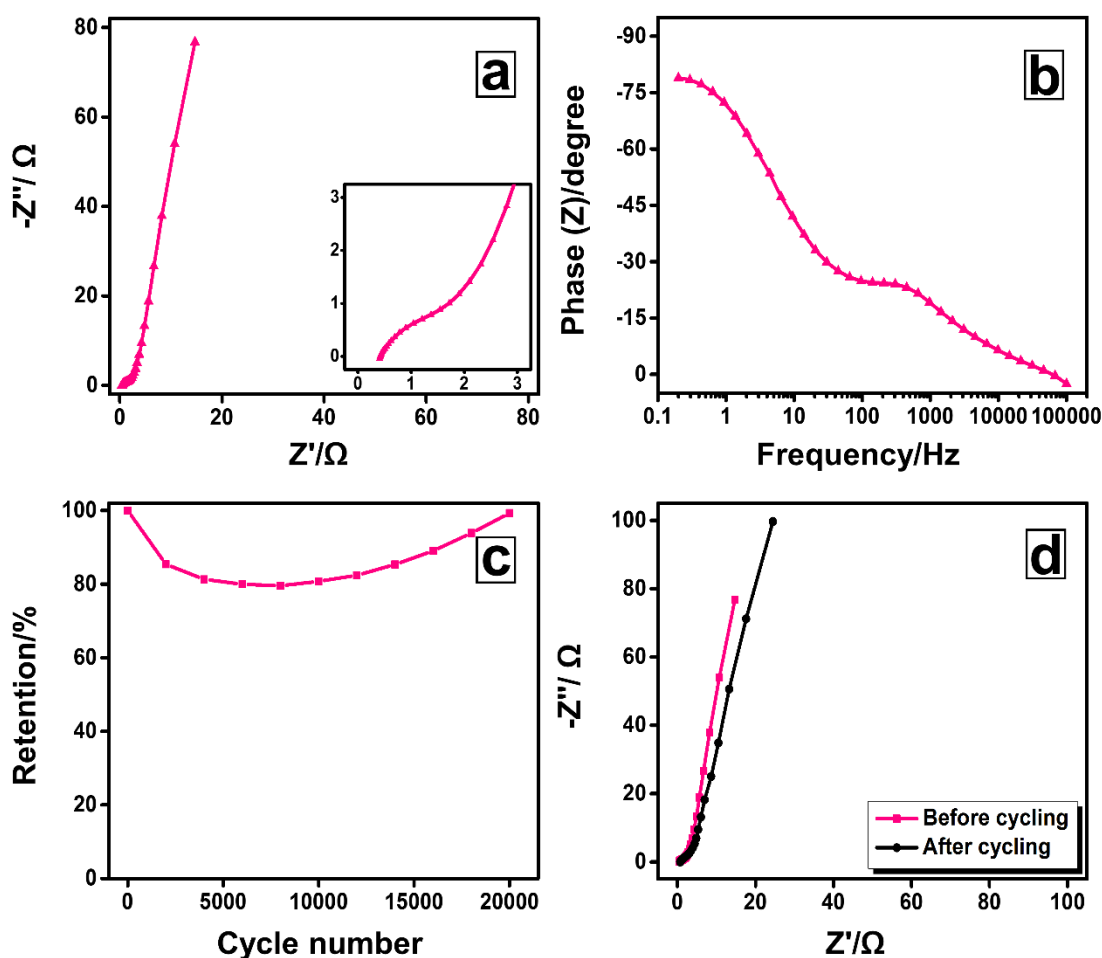 a
-Z''/ Ω
80
60
40
20
0
0 20 40 60 80
Z'/Ω
3
2
1
0
0 1 2 3
b
Phase (Z)/degree
-90
-75
-60
-45
-30
-15
0
0.1 1 10 100 1000 10000 100000
Frequency/Hz
c
Retention/%
100
80
60
40
20
0
0 5000 10000 15000 20000
Cycle number
d
-Z''/ Ω
100
80
60
40
20
0
0 20 40 60 80 100
Z'/Ω
Before cycling
After cycling